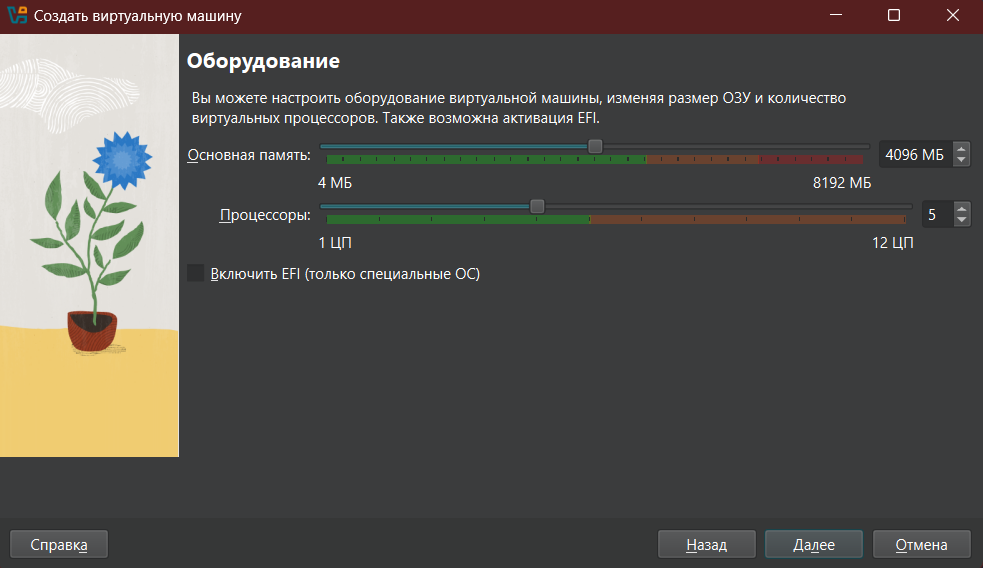 Создать виртуальную машину
Оборудование
Вы можете настроить оборудование виртуальной машины, изменяя размер ОЗУ и количество
виртуальных процессоров. Также возможна активация EFI.
Основная память: 4096 МБ
4 МБ 8192 МБ
Процессоры: 5
1 ЦП 12 ЦП
Включить EFI (только специальные ОС)
Справка Назад Далее Отмена